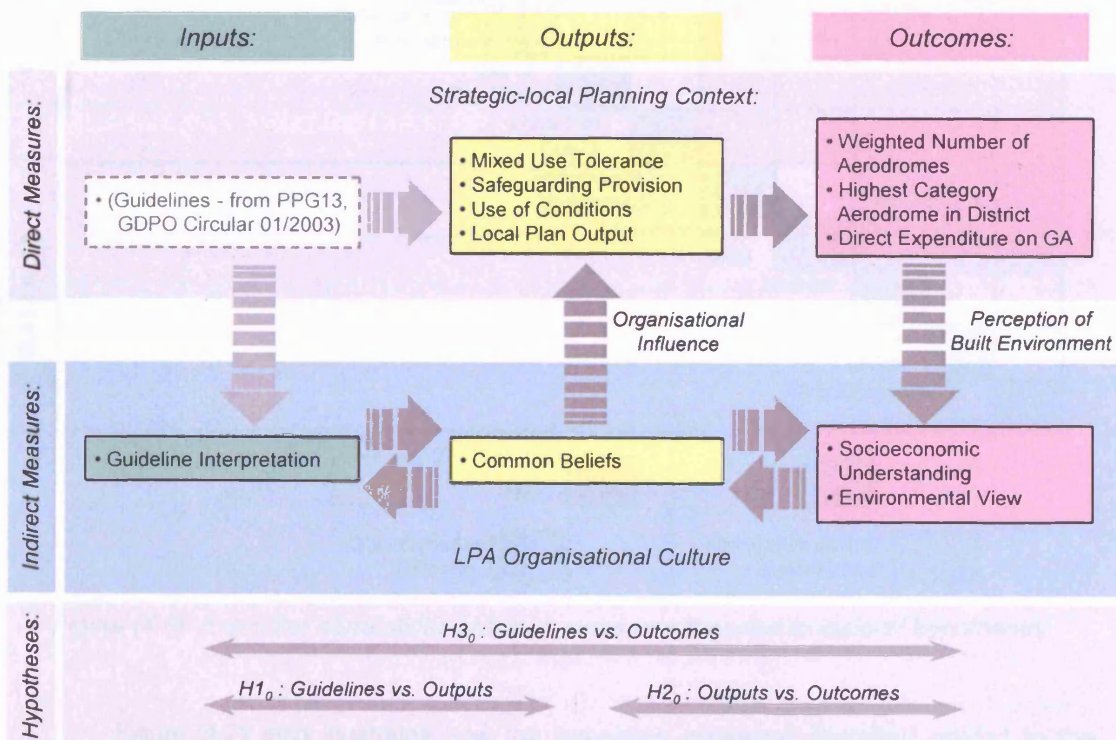 Inputs:
Outputs:
Outcomes:
Direct Measures:
Strategic-local Planning Context:
• (Guidelines - from PPG13,
GDPO Circular 01/2003)
• Mixed Use Tolerance
• Safeguarding Provision
• Use of Conditions
• Local Plan Output
• Weighted Number of
Aerodromes
• Highest Category
Aerodrome in District
• Direct Expenditure on GA
Organisational
Influence
Perception of
Built Environment
Indirect Measures:
• Guideline Interpretation
• Common Beliefs
• Socioeconomic
Understanding
• Environmental View
LPA Organisational Culture
Hypotheses:
H3₀ : Guidelines vs. Outcomes
H1₀ : Guidelines vs. Outputs
H2₀ : Outputs vs. Outcomes